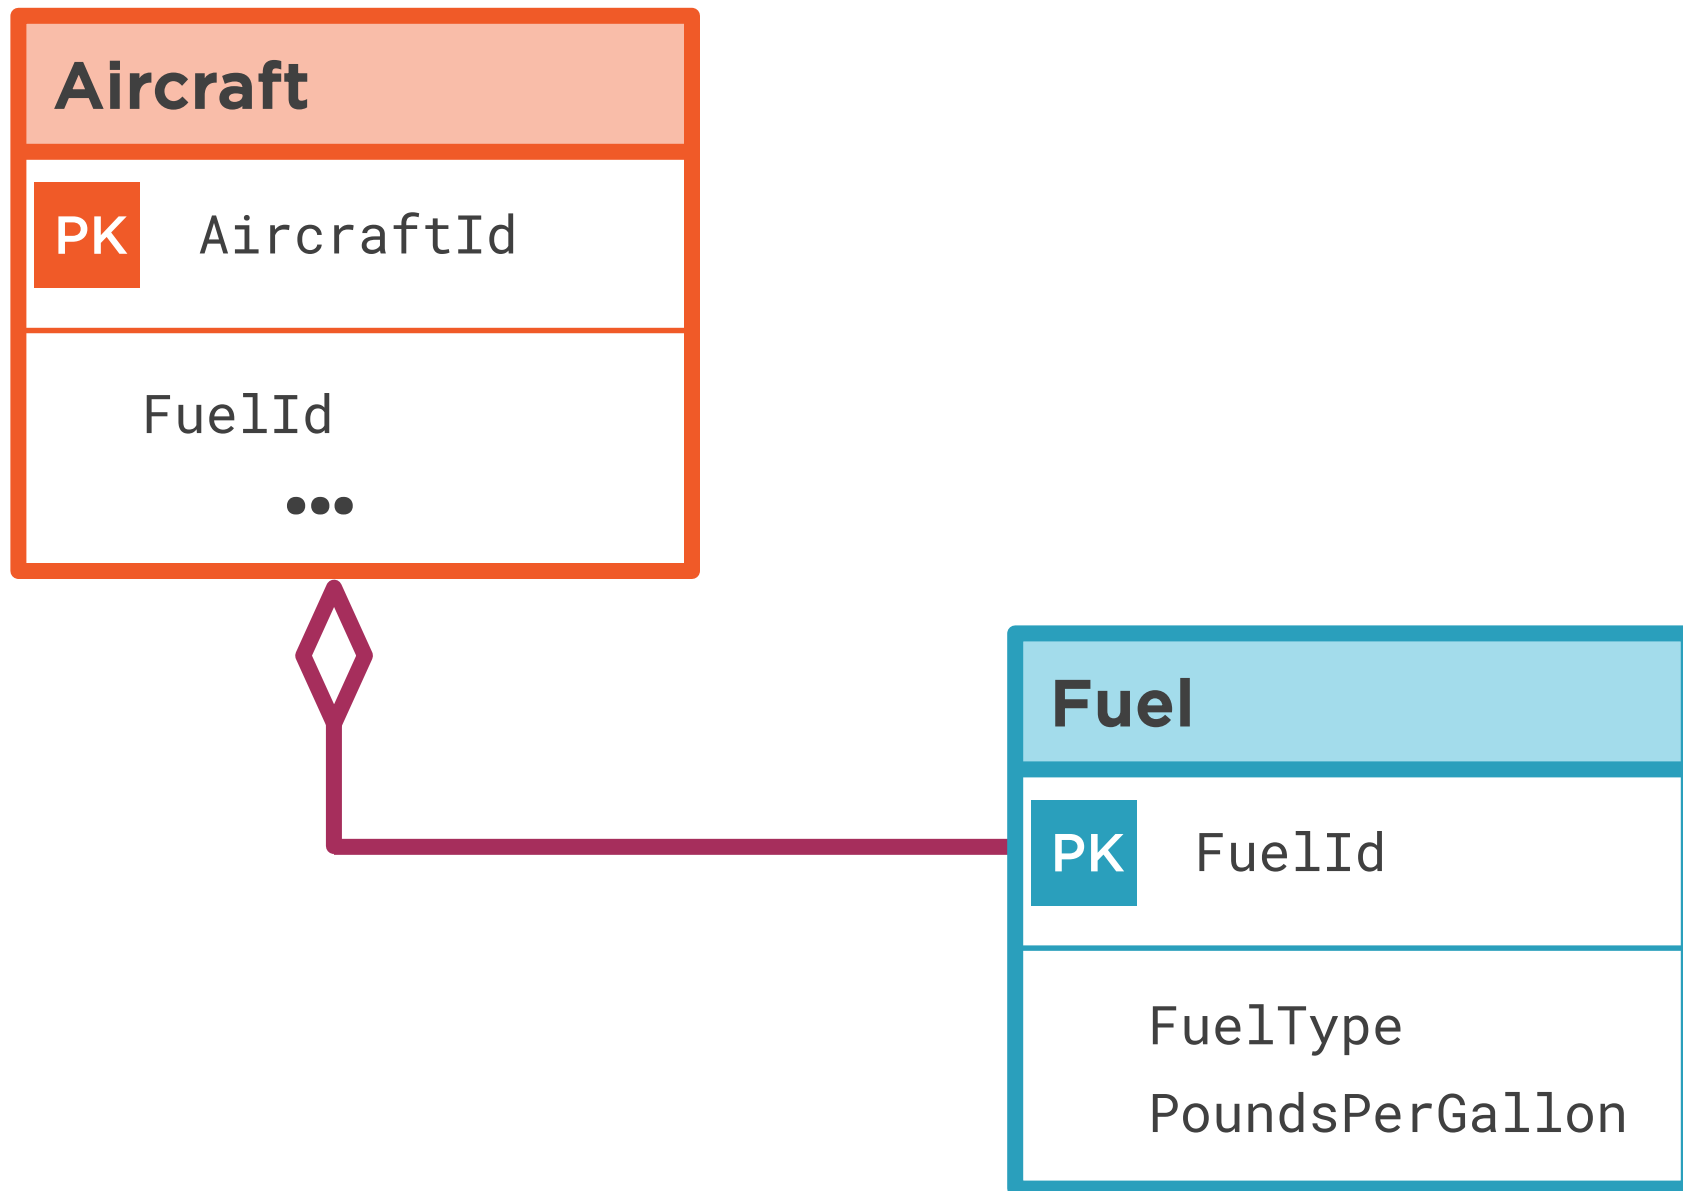 Aircraft
PK AircraftId
FuelId
•••
Fuel
PK FuelId
FuelType
PoundsPerGallon